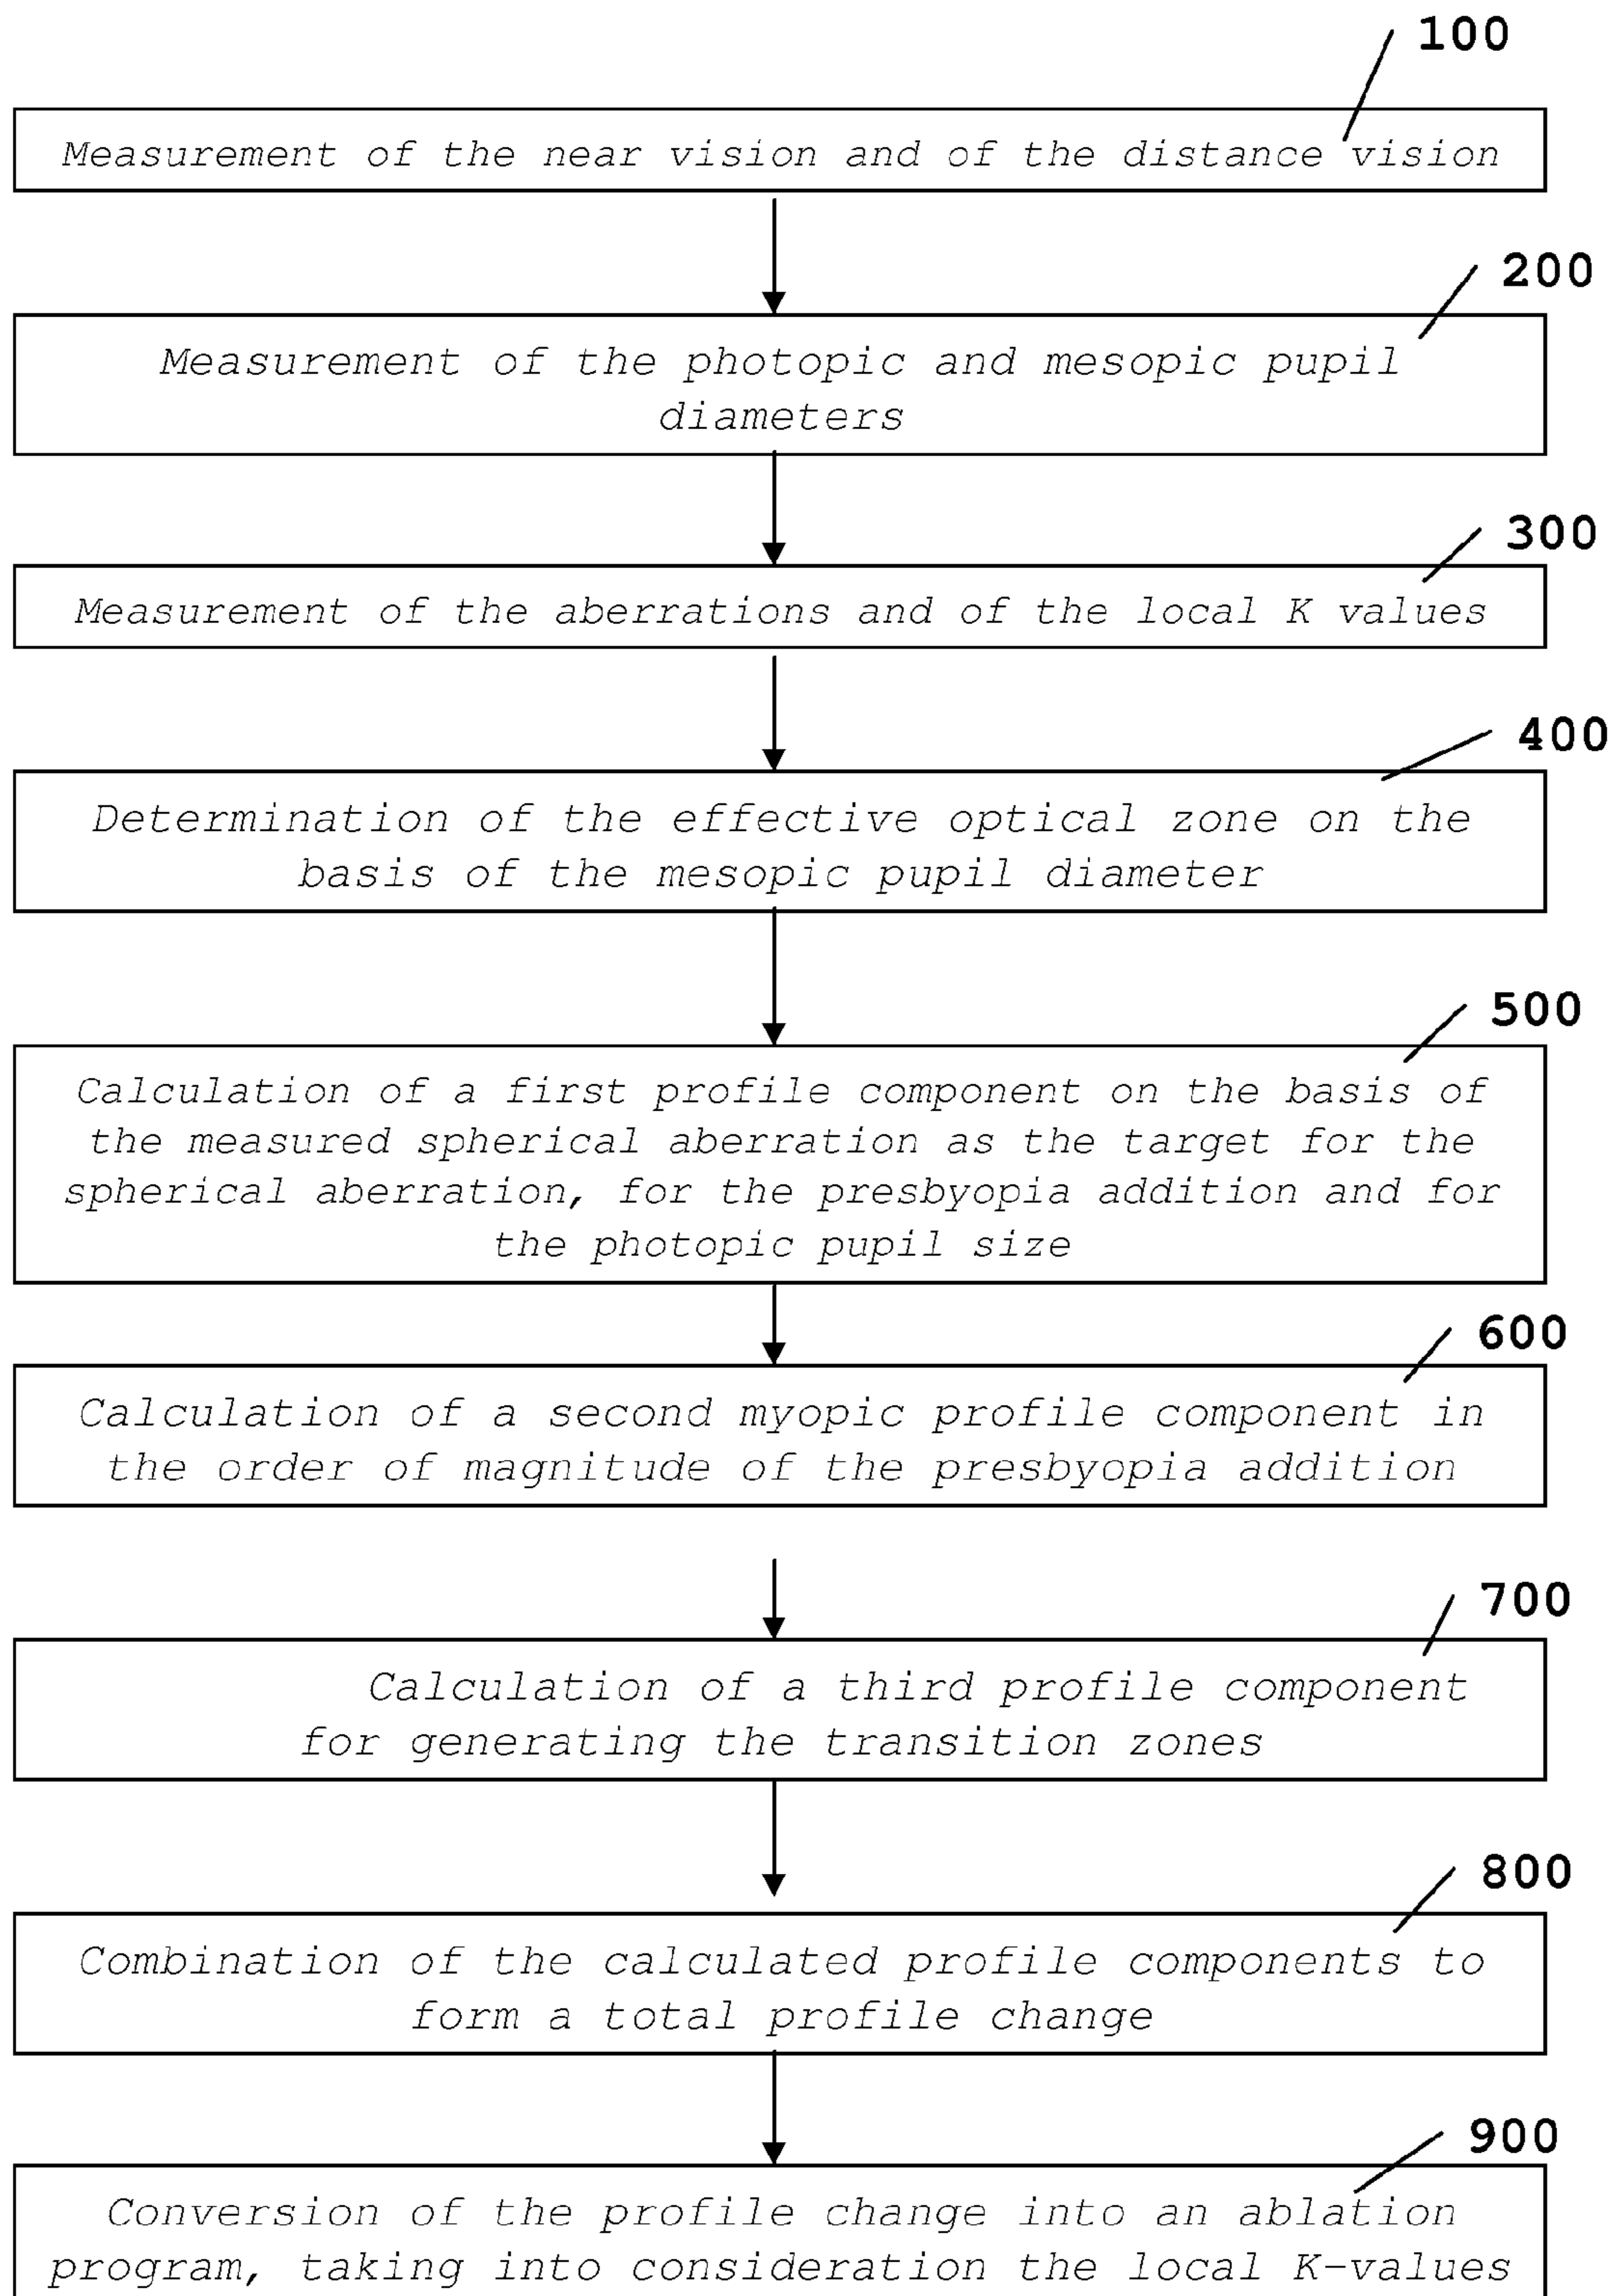 100
Measurement of the near vision and of the distance vision
200
Measurement of the photopic and mesopic pupil
diameters
300
Measurement of the aberrations and of the local K values
400
Determination of the effective optical zone on the
basis of the mesopic pupil diameter
500
Calculation of a first profile component on the basis of
the measured spherical aberration as the target for the
spherical aberration, for the presbyopia addition and for
the photopic pupil size
600
Calculation of a second myopic profile component in
the order of magnitude of the presbyopia addition
700
Calculation of a third profile component
for generating the transition zones
800
Combination of the calculated profile components to
form a total profile change
900
Conversion of the profile change into an ablation
program, taking into consideration the local K-values